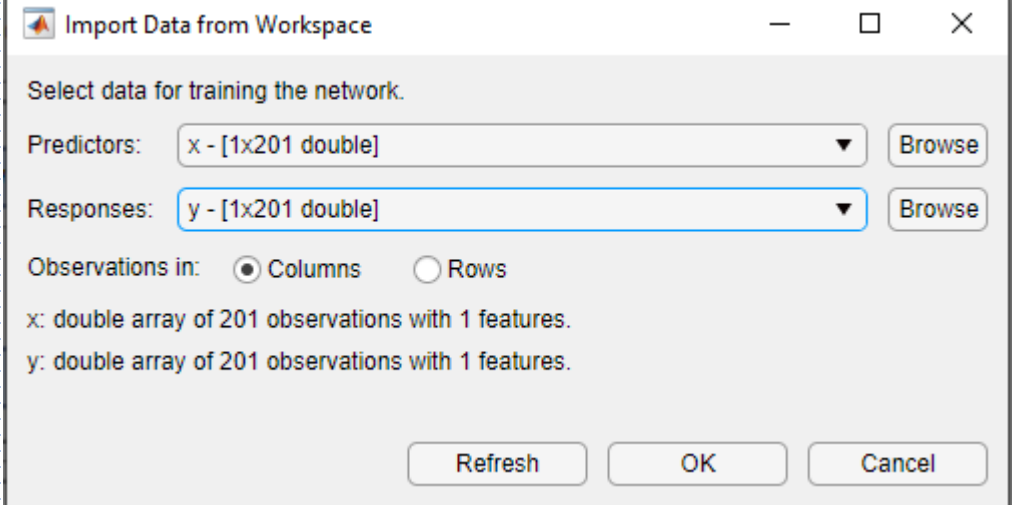 Import Data from Workspace
Select data for training the network.
Predictors: x - [1x201 double] Browse
Responses: y - [1x201 double] Browse
Observations in: Columns Rows
x: double array of 201 observations with 1 features.
y: double array of 201 observations with 1 features.
Refresh OK Cancel